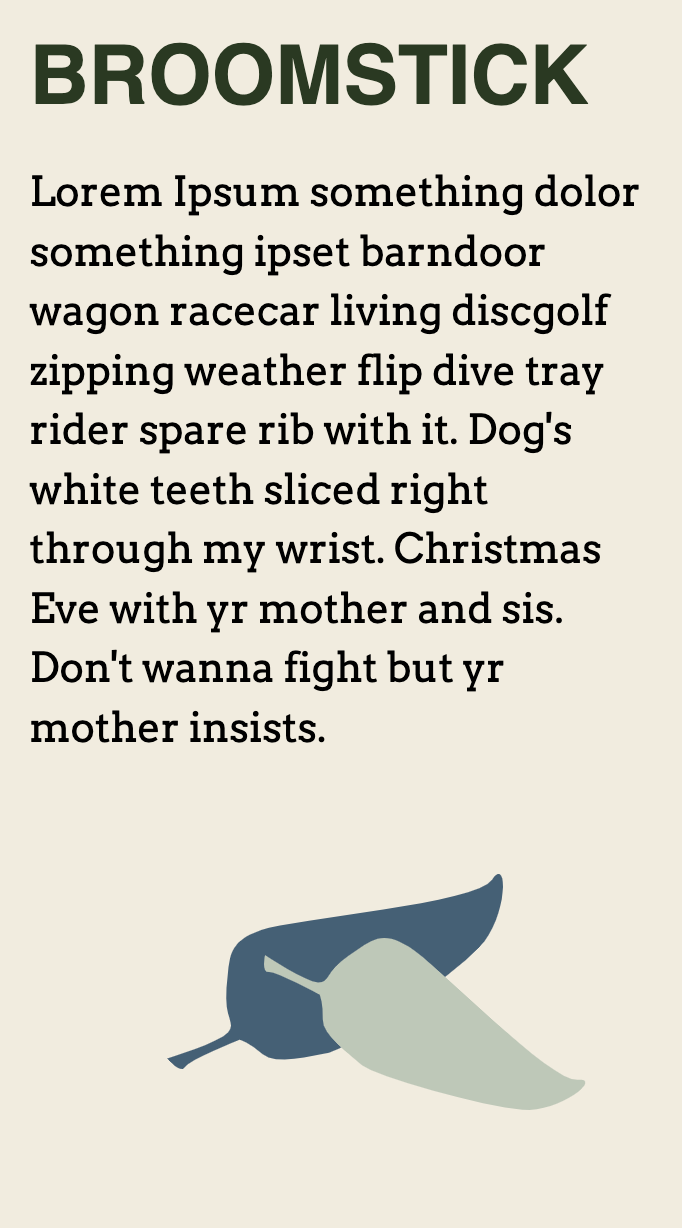 BROOMSTICK
Lorem Ipsum something dolor
something ipset barndoor
wagon racecar living discgolf
zipping weather flip dive tray
rider spare rib with it. Dog's
white teeth sliced right
through my wrist. Christmas
Eve with yr mother and sis.
Don't wanna fight but yr
mother insists.